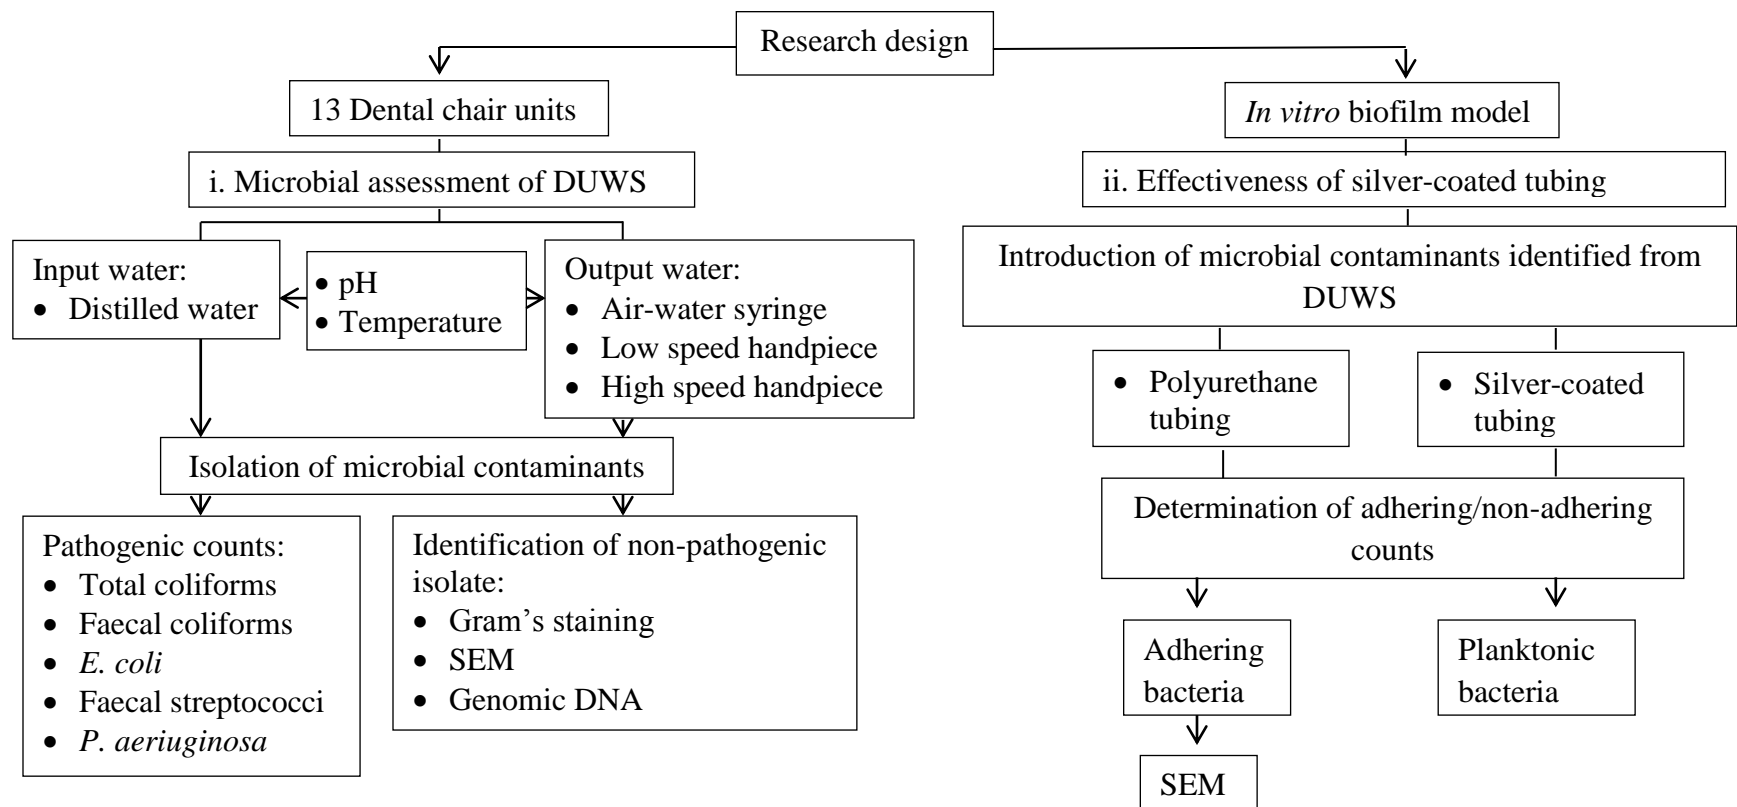 Research design
13 Dental chair units
i. Microbial assessment of DUWS
Input water:
• Distilled water
• pH
• Temperature
Output water:
• Air-water syringe
• Low speed handpiece
• High speed handpiece
Isolation of microbial contaminants
Pathogenic counts:
• Total coliforms
• Faecal coliforms
• E. coli
• Faecal streptococci
• P. aeriuginosa
Identification of non-pathogenic
isolate:
• Gram’s staining
• SEM
• Genomic DNA
In vitro biofilm model
ii. Effectiveness of silver-coated tubing
Introduction of microbial contaminants identified from
DUWS
• Polyurethane
tubing
• Silver-coated
tubing
Determination of adhering/non-adhering
counts
Adhering
bacteria
Planktonic
bacteria
SEM